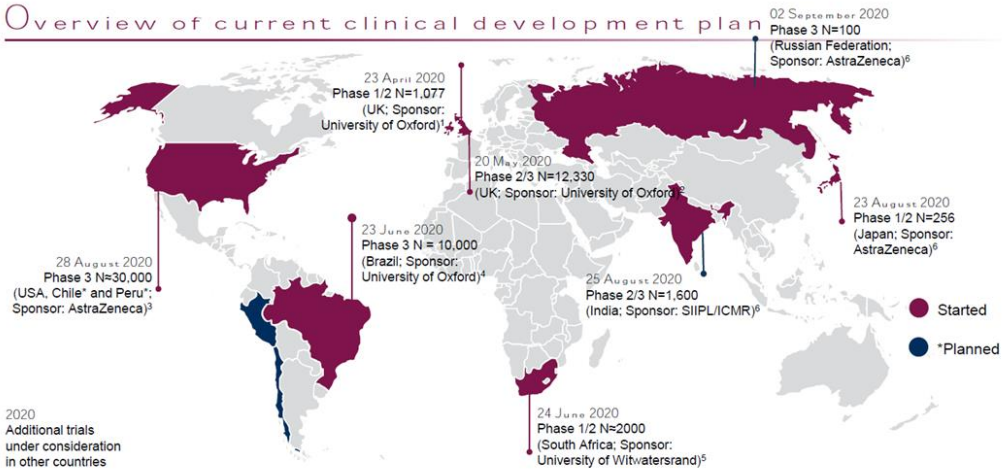 Overview of current clinical development plan
02 September 2020
Phase 3 N=100
(Russian Federation;
Sponsor: AstraZeneca)⁶
23 April 2020
Phase 1/2 N=1,077
(UK; Sponsor:
University of Oxford)¹
20 May 2020
Phase 2/3 N=12,330
(UK; Sponsor: University of Oxford)²
23 August 2020
Phase 1/2 N=256
(Japan; Sponsor:
AstraZeneca)⁶
23 June 2020
Phase 3 N = 10,000
(Brazil; Sponsor:
University of Oxford)⁴
28 August 2020
Phase 3 N≈30,000
(USA, Chile* and Peru*;
Sponsor: AstraZeneca)³
25 August 2020
Phase 2/3 N=1,600
(India; Sponsor: SIIPL/ICMR)⁶
Started
*Planned
24 June 2020
Phase 1/2 N≈2000
(South Africa; Sponsor:
University of Witwatersrand)⁵
2020
Additional trials
under consideration
in other countries